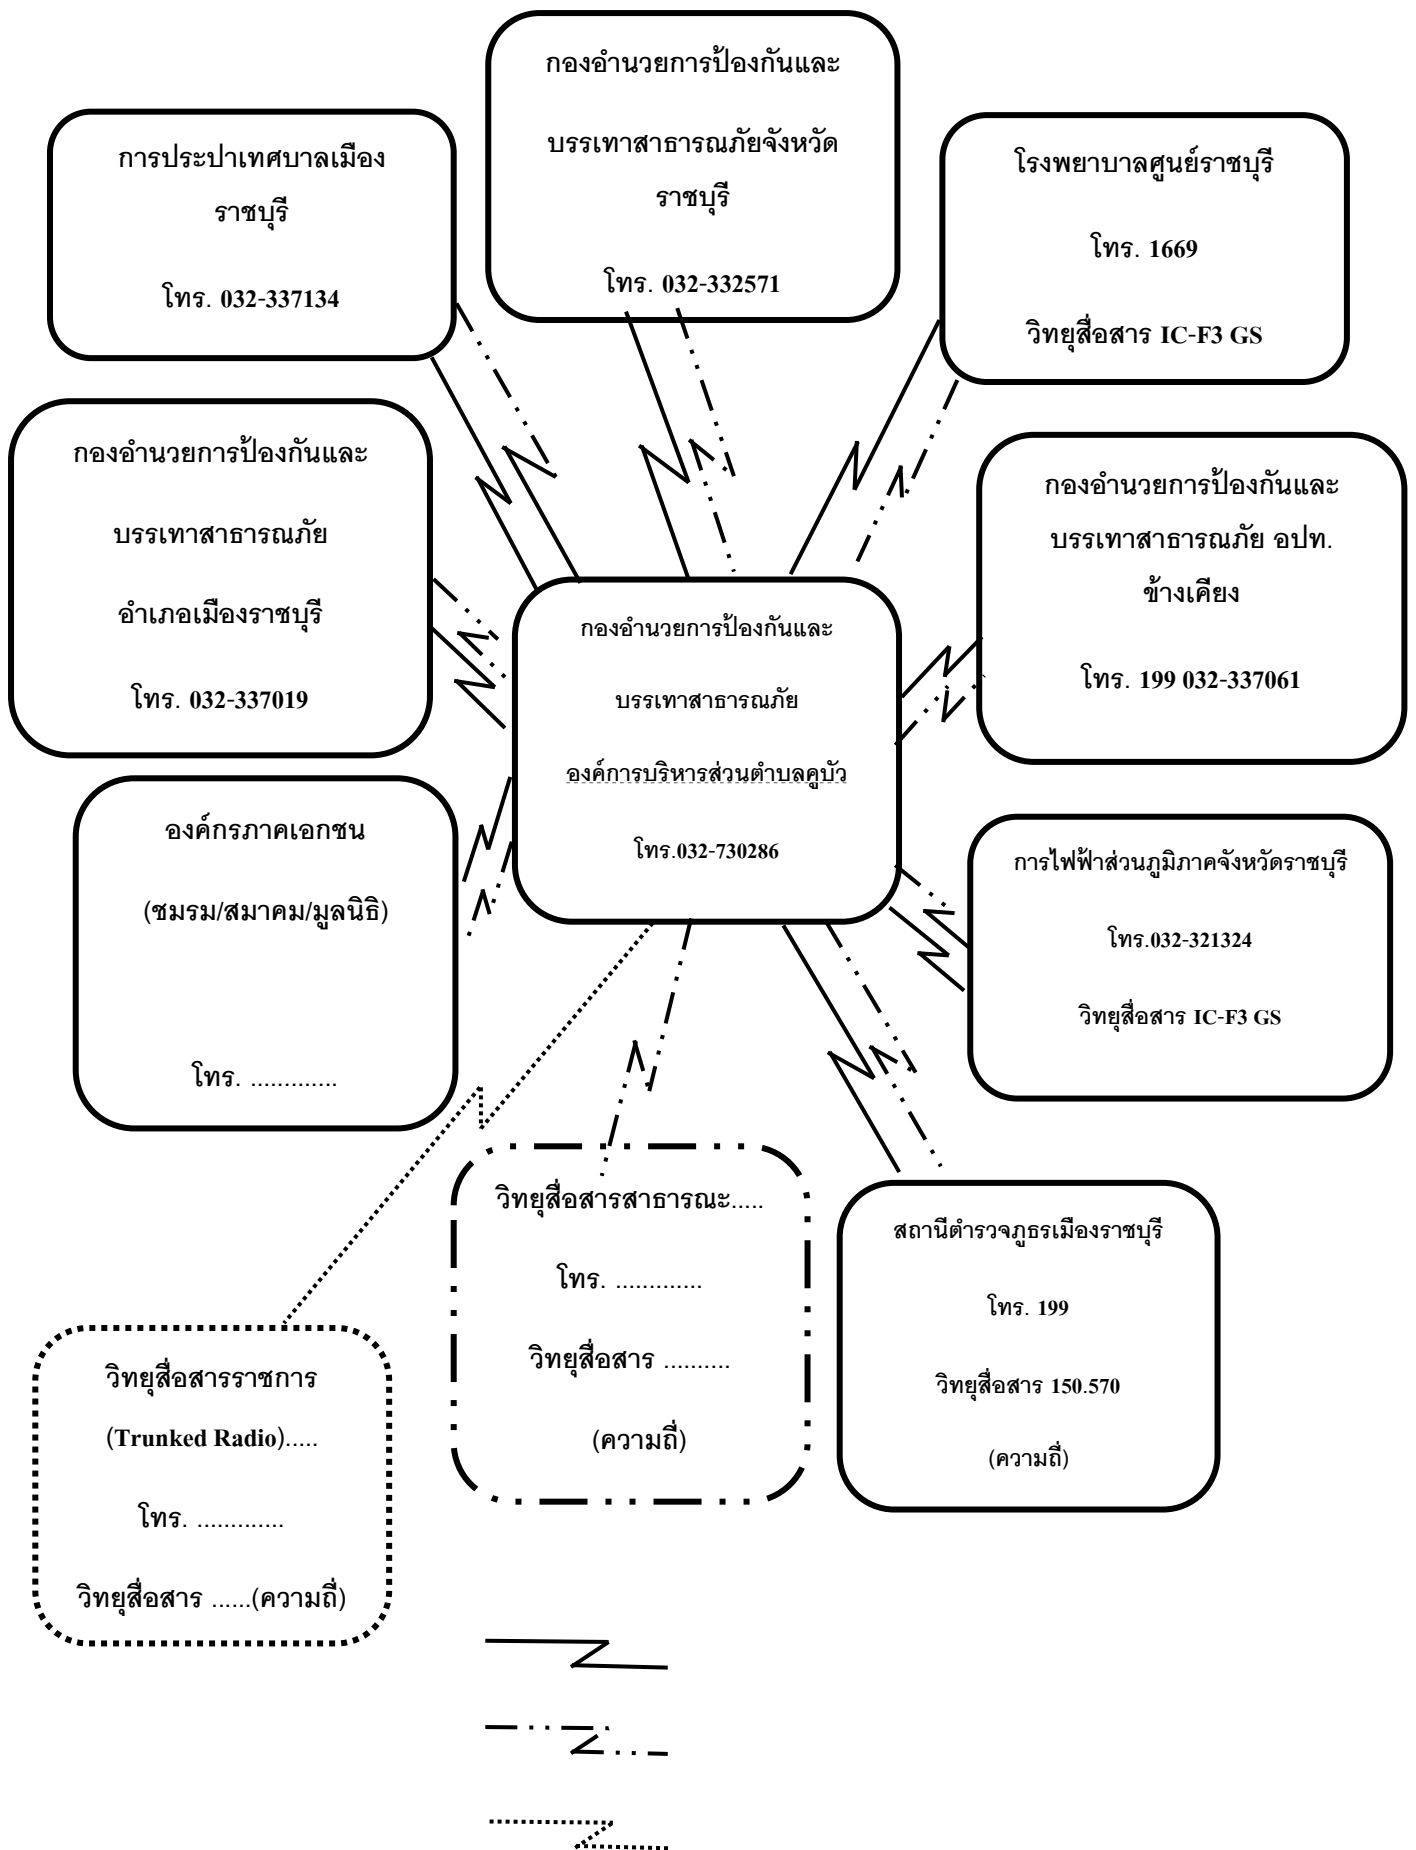 กองอำนวยการป้องกันและ
บรรเทาสาธารณภัยจังหวัด
ราชบุรี
โทร. 032-332571
การประปาเทศบาลเมือง
ราชบุรี
โทร. 032-337134
โรงพยาบาลศูนย์ราชบุรี
โทร. 1669
วิทยุสื่อสาร IC-F3 GS
กองอำนวยการป้องกันและ
บรรเทาสาธารณภัย
อำเภอเมืองราชบุรี
โทร. 032-337019
กองอำนวยการป้องกันและ
บรรเทาสาธารณภัย อปท.
ข้างเคียง
โทร. 199 032-337061
กองอำนวยการป้องกันและ
บรรเทาสาธารณภัย
องค์การบริหารส่วนตำบลคูบัว
โทร.032-730286
องค์กรภาคเอกชน
(ชมรม/สมาคม/มูลนิธิ)
โทร. .............
การไฟฟ้าส่วนภูมิภาคจังหวัดราชบุรี
โทร.032-321324
วิทยุสื่อสาร IC-F3 GS
วิทยุสื่อสารสาธารณะ.....
โทร. .............
วิทยุสื่อสาร ..........
(ความถี่)
สถานีตำรวจภูธรเมืองราชบุรี
โทร. 199
วิทยุสื่อสาร 150.570
(ความถี่)
วิทยุสื่อสารราชการ
(Trunked Radio).....
โทร. .............
วิทยุสื่อสาร ......(ความถี่)